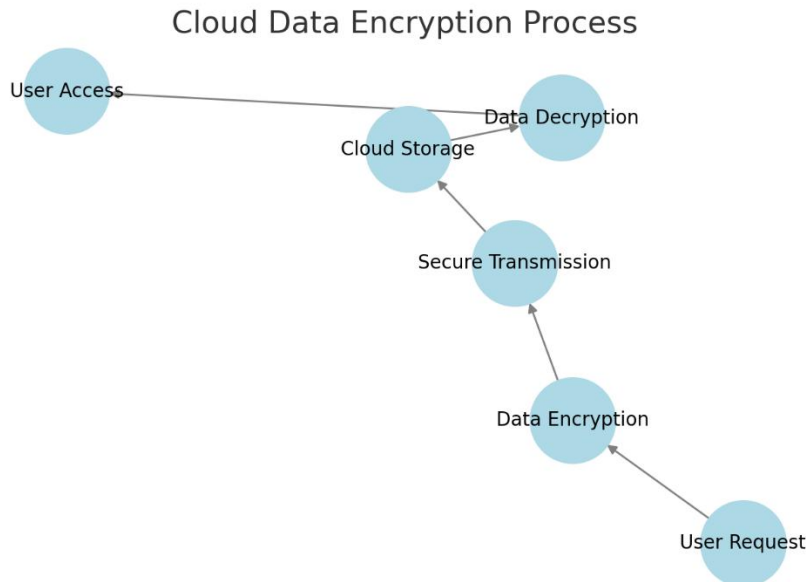 Cloud Data Encryption Process
User Access
Data Decryption
Cloud Storage
Secure Transmission
Data Encryption
User Request